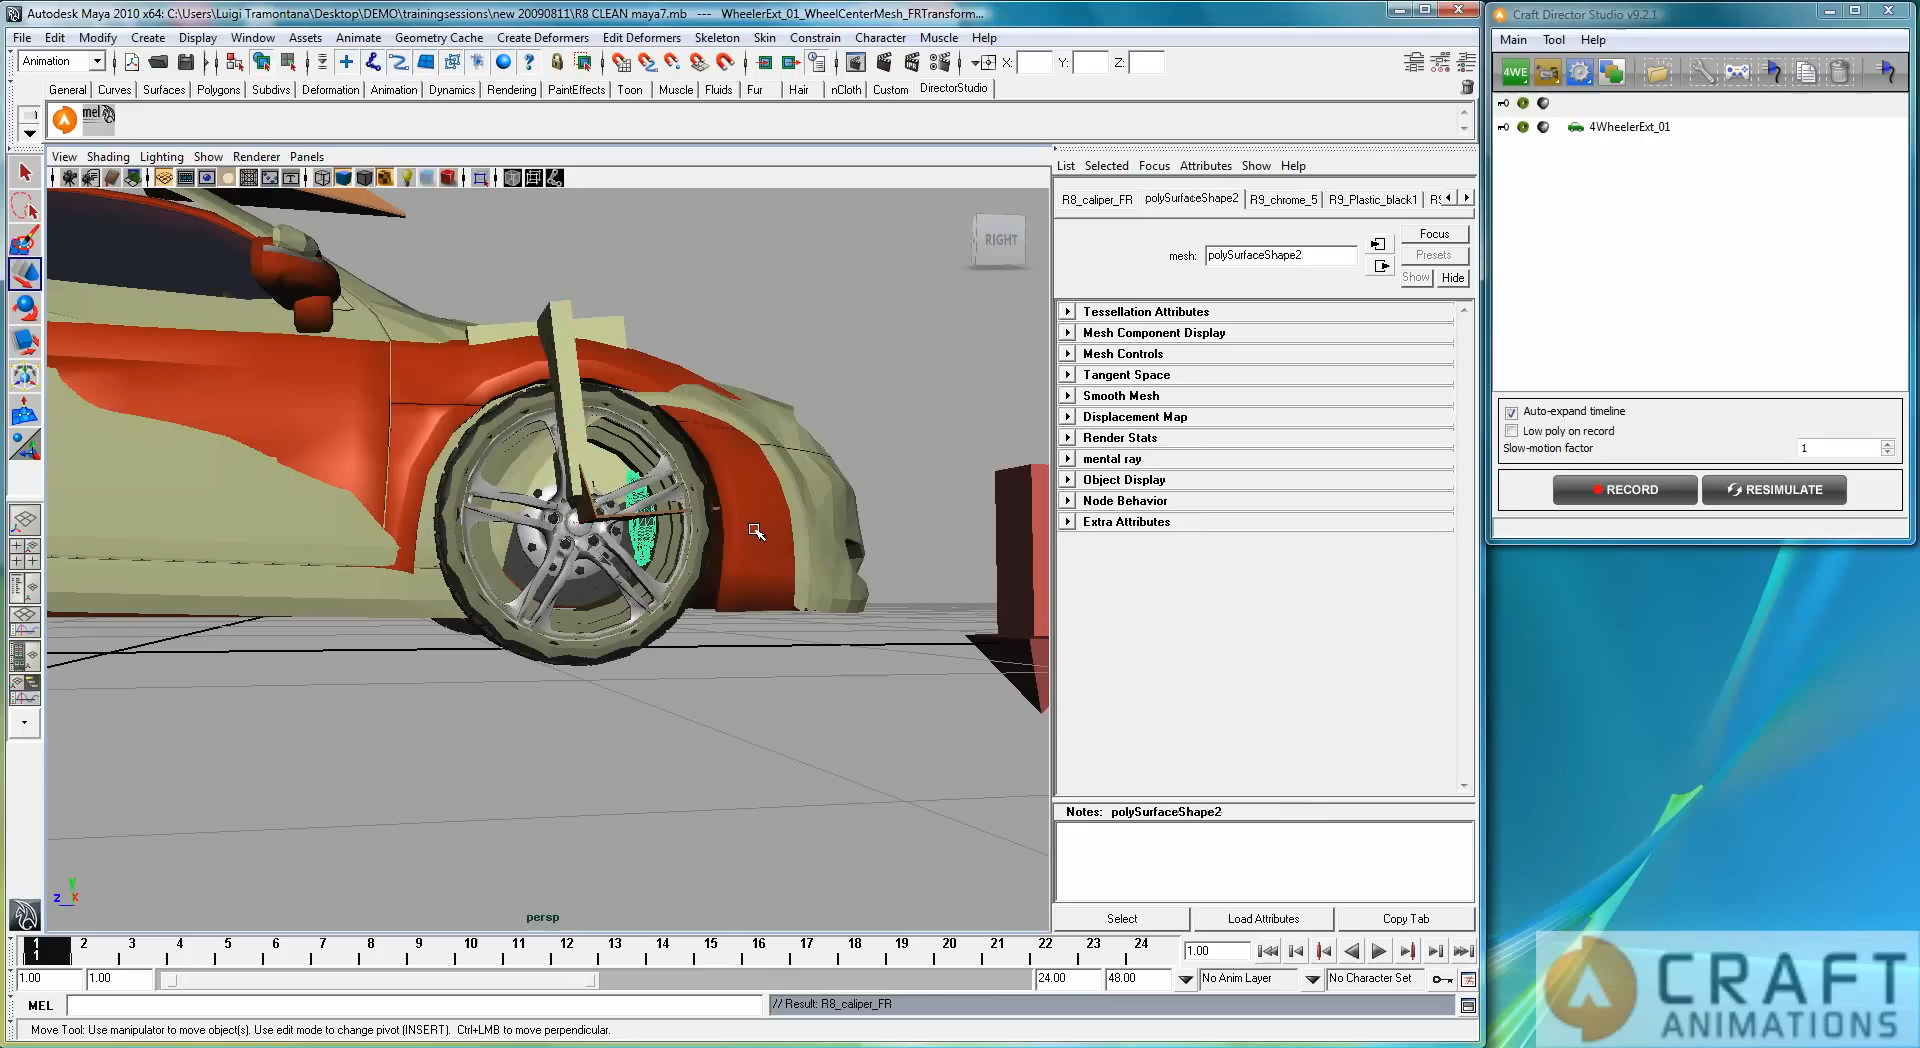 Autodesk Maya 2010 x64: C:\Users\Luigi Tramontana\Desktop\DEMO\trainingsessions\new 20090811\R8 CLEAN maya7.mb --- WheelerExt_01_WheelCenterMesh_FRTransform...
File Edit Modify Create Display Window Assets Animate Geometry Cache Create Deformers Edit Deformers Skeleton Skin Constrain Character Muscle Help
Animation X: Y: Z:
General Curves Surfaces Polygons Subdivs Deformation Animation Dynamics Rendering PaintEffects Toon Muscle Fluids Fur Hair nCloth Custom DirectorStudio
mel
View Shading Lighting Show Renderer Panels
RIGHT
persp
y
z x
List Selected Focus Attributes Show Help
R8_caliper_FR polySurfaceShape2 R9_chrome_5 R9_Plastic_black1
mesh: polySurfaceShape2
Focus
Presets
Show Hide
Tessellation Attributes
Mesh Component Display
Mesh Controls
Tangent Space
Smooth Mesh
Displacement Map
Render Stats
mental ray
Object Display
Node Behavior
Extra Attributes
Notes: polySurfaceShape2
Select Load Attributes Copy Tab
1 2 3 4 5 6 7 8 9 10 11 12 13 14 15 16 17 18 19 20 21 22 23 24
1
1.00
1.00 1.00 24.00 48.00 No Anim Layer No Character Set
MEL // Result: R8_caliper_FR
Move Tool: Use manipulator to move object(s). Use edit mode to change pivot (INSERT). Ctrl+LMB to move perpendicular.
Craft Director Studio v9.2.1
Main Tool Help
4WE
4WheelerExt_01
Auto-expand timeline
Low poly on record
Slow-motion factor 1
RECORD RESIMULATE
CRAFT
ANIMATIONS